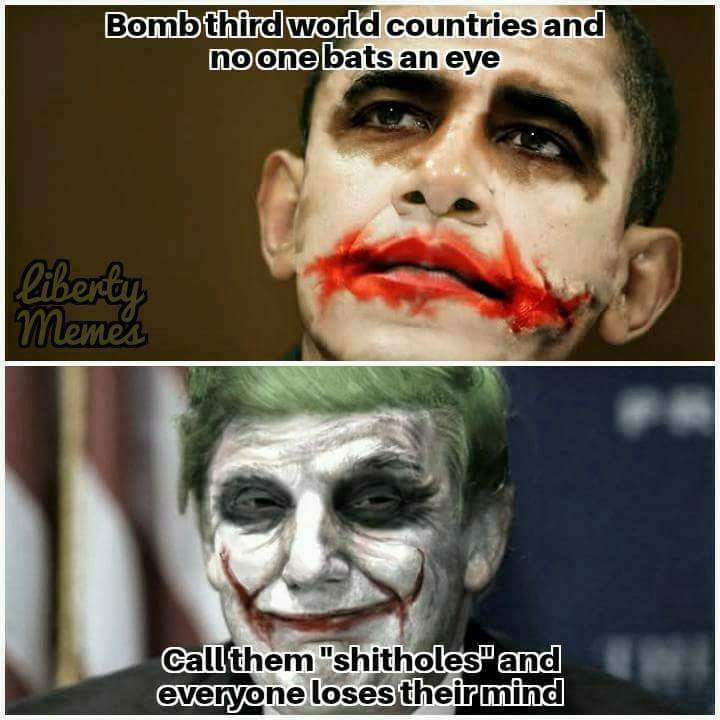 Bomb third world countries and
no one bats an eye
Liberty
Memes
Call them "shitholes" and
everyone loses their mind